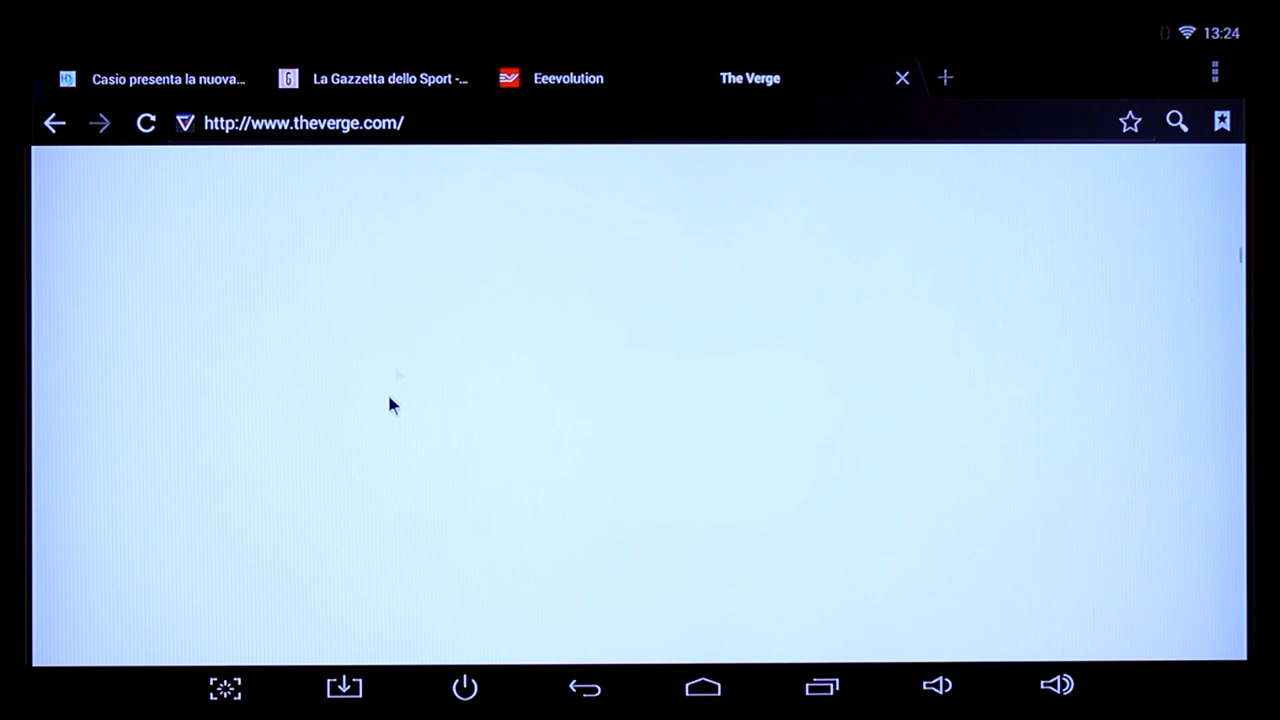 13:24
Casio presenta la nuova...
La Gazzetta dello Sport -...
Eeevolution
The Verge
http://www.theverge.com/